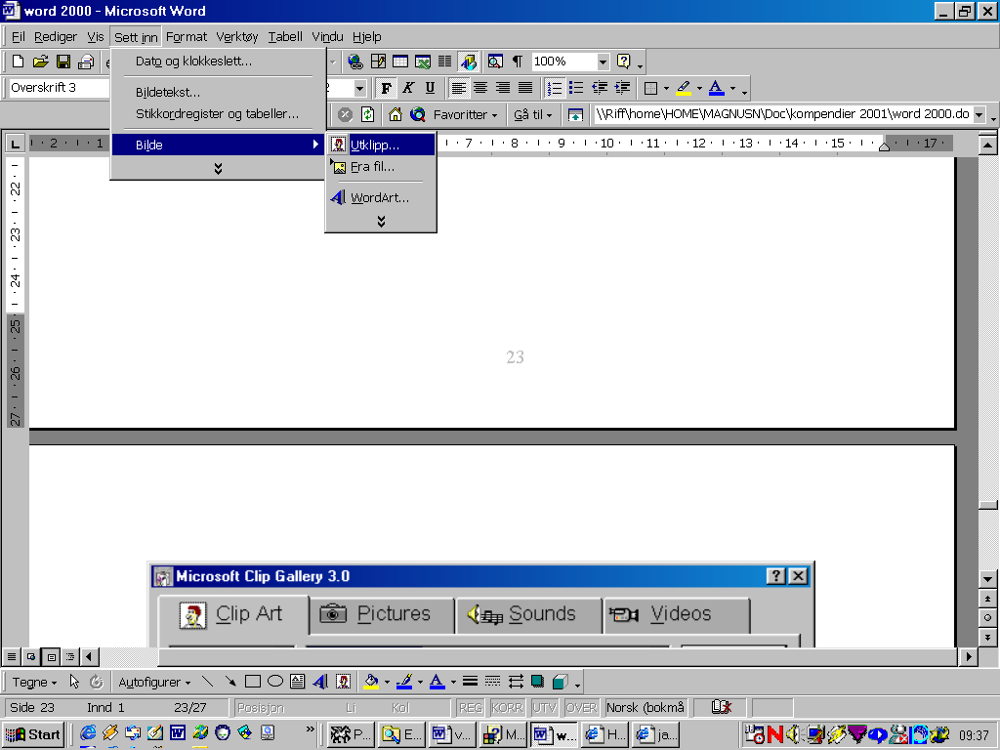 word 2000 - Microsoft Word
Fil Rediger Vis Sett inn Format Verktøy Tabell Vindu Hjelp
100%
Overskrift 3
2 F K U
Favoritter Gå til \\Riff\home\HOME\MAGNUSN\Doc\kompendier 2001\word 2000.do
Dato og klokkeslett...
Bildetekst...
Stikkordregister og tabeller...
Bilde
Utklipp...
Fra fil...
WordArt...
2 1 7 8 9 10 11 12 13 14 15 17
22
23
24
25
26
27
23
Microsoft Clip Gallery 3.0
Clip Art Pictures Sounds Videos
Tegne Autofigurer
Side 23 Innd 1 23/27 Posisjon Li Kol REG KORR UTV OVER Norsk (bokmå
Start P... E... v... M... w... H... ja... 09:37